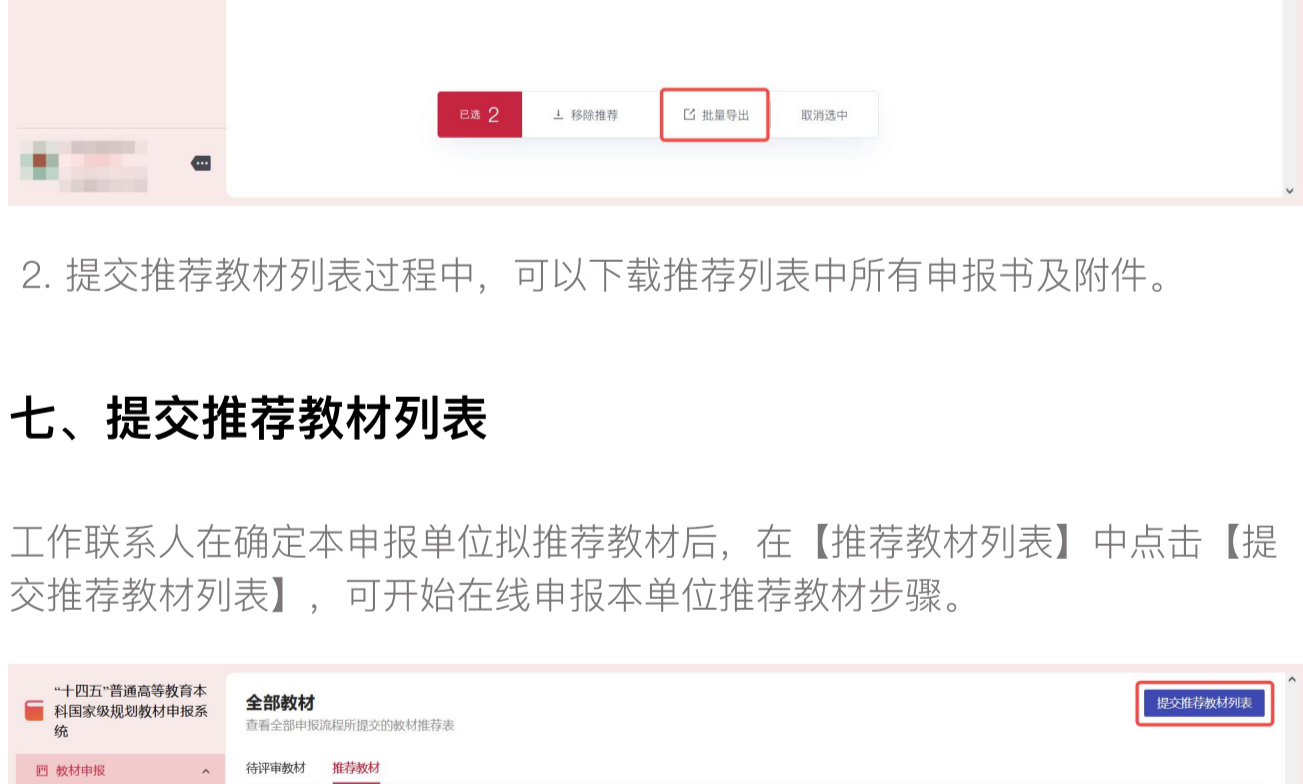 已选 2 移除推荐 批量导出 取消选中
2. 提交推荐教材列表过程中，可以下载推荐列表中所有申报书及附件。
七、提交推荐教材列表
工作联系人在确定本申报单位拟推荐教材后，在【推荐教材列表】中点击【提
交推荐教材列表】，可开始在线申报本单位推荐教材步骤。
“十四五”普通高等教育本
科国家级规划教材申报系
统
全部教材
提交推荐教材列表
查看全部申报流程所提交的教材推荐表
教材申报
待评审教材 推荐教材